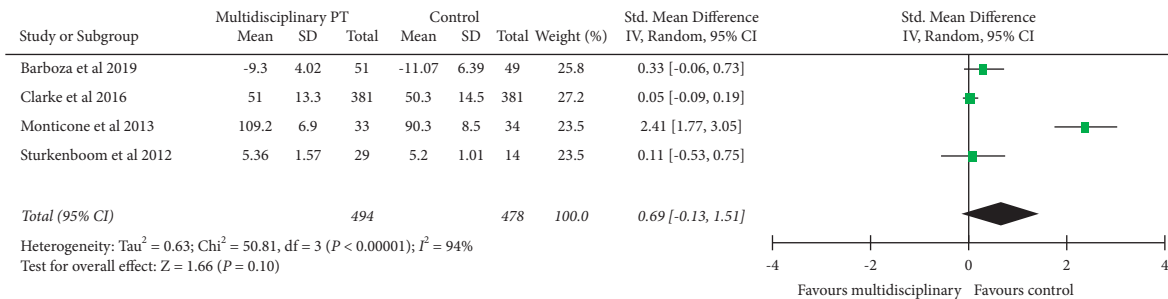 Multidisciplinary PT Control Std. Mean Difference Std. Mean Difference
Study or Subgroup Mean SD Total Mean SD Total Weight (%) IV, Random, 95% CI IV, Random, 95% CI
Barboza et al 2019 -9.3 4.02 51 -11.07 6.39 49 25.8 0.33 [-0.06, 0.73]
Clarke et al 2016 51 13.3 381 50.3 14.5 381 27.2 0.05 [-0.09, 0.19]
Monticone et al 2013 109.2 6.9 33 90.3 8.5 34 23.5 2.41 [1.77, 3.05]
Sturkenboom et al 2012 5.36 1.57 29 5.2 1.01 14 23.5 0.11 [-0.53, 0.75]
Total (95% CI) 494 478 100.0 0.69 [-0.13, 1.51]
Heterogeneity: Tau² = 0.63; Chi² = 50.81, df = 3 (P < 0.00001); I² = 94%
Test for overall effect: Z = 1.66 (P = 0.10)
-4 -2 0 2 4
Favours multidisciplinary Favours control